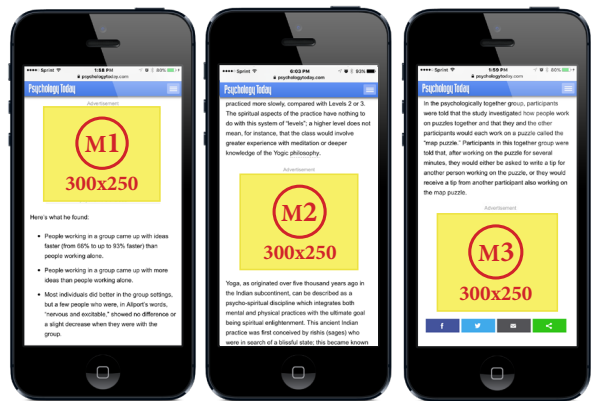 Sprint 1:58 PM 80%
psychologytoday.com
Psychology Today
Advertisement
M1
300x250
Here's what he found:
People working in a group came up with ideas
faster (from 66% to up to 93% faster) than
people working alone.
People working in a group came up with more
ideas than people working alone.
Most individuals did better in the group settings,
but a few people who were, in Allport's words,
"nervous and excitable," showed no difference or
a slight decrease when they were with the
group.
Sprint 6:03 PM 93%
psychologytoday.com
Psychology Today
practiced more slowly, compared with Levels 2 or 3.
The spiritual aspects of the practice have nothing to
do with this system of "levels"; a higher level does not
mean, for instance, that the class would involve
greater experience with meditation or deeper
knowledge of the Yogic philosophy.
Advertisement
M2
300x250
Yoga, as originated over five thousand years ago in
the Indian subcontinent, can be described as a
psycho-spiritual discipline which integrates both
mental and physical practices with the ultimate goal
being spiritual enlightenment. This ancient Indian
practice was first conceived by rishis (sages) who
were in search of a blissful state; this became known
Sprint 1:59 PM 80%
psychologytoday.com
Psychology Today
In the psychologically together group, participants
were told that the study investigated how people work
on puzzles together and that they and the other
participants would each work on a puzzle called the
"map puzzle." Participants in this together group were
told that, after working on the puzzle for several
minutes, they would either be asked to write a tip for
another person working on the puzzle, or they would
receive a tip from another participant also working on
the map puzzle.
Advertisement
M3
300x250